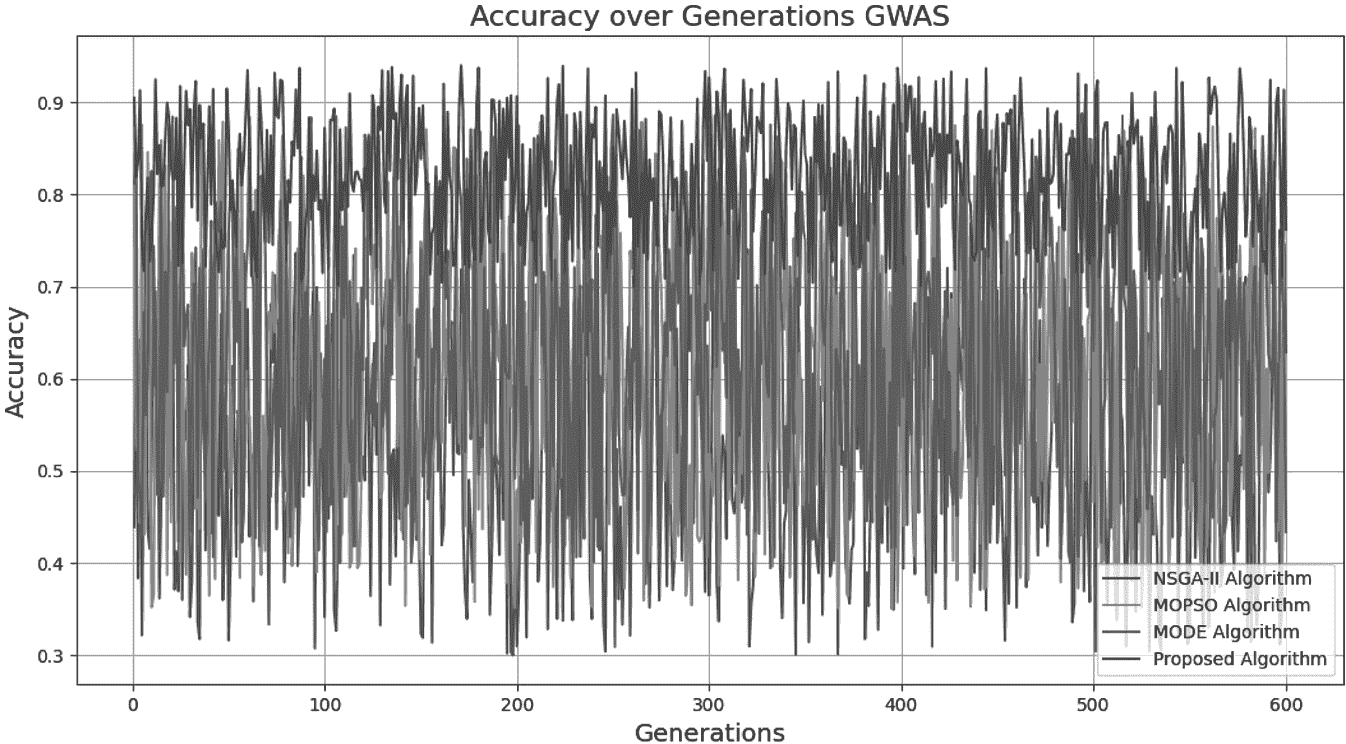 Accuracy over Generations GWAS
Accuracy
0.9
0.8
0.7
0.6
0.5
0.4
0.3
NSGA-II Algorithm
MOPSO Algorithm
MODE Algorithm
Proposed Algorithm
0 100 200 300 400 500 600
Generations